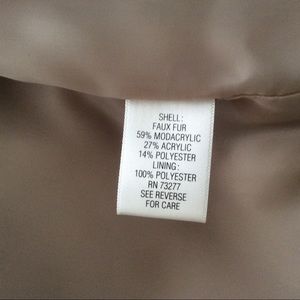 SHELL:
FAUX FUR
59% MODACRYLIC
27% ACRYLIC
14% POLYESTER
LINING:
100% POLYESTER
RN 73277
SEE REVERSE
FOR CARE